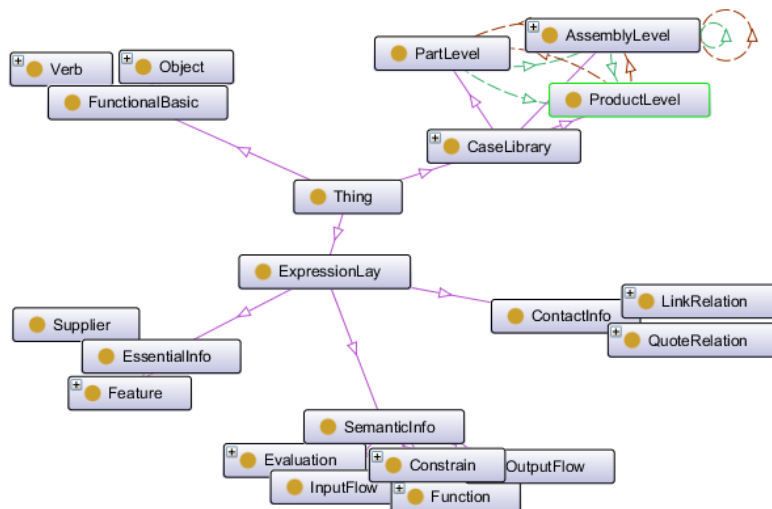 AssemblyLevel
PartLevel
Verb
Object
FunctionalBasic
ProductLevel
CaseLibrary
Thing
ExpressionLay
LinkRelation
ContactInfo
Supplier
QuoteRelation
EssentialInfo
Feature
SemanticInfo
Evaluation
Constrain
OutputFlow
InputFlow
Function